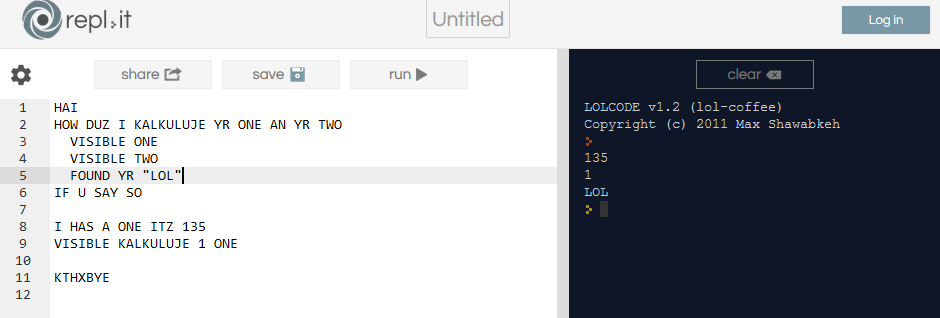 repl.it
Untitled
Log in
share
save
run
clear
1 HAI
2 HOW DUZ I KALKULUJE YR ONE AN YR TWO
3 VISIBLE ONE
4 VISIBLE TWO
5 FOUND YR "LOL"
6 IF U SAY SO
7
8 I HAS A ONE ITZ 135
9 VISIBLE KALKULUJE 1 ONE
10
11 KTHXBYE
12
LOLCODE v1.2 (lol-coffee)
Copyright (c) 2011 Max Shawabkeh
>
135
1
LOL
>